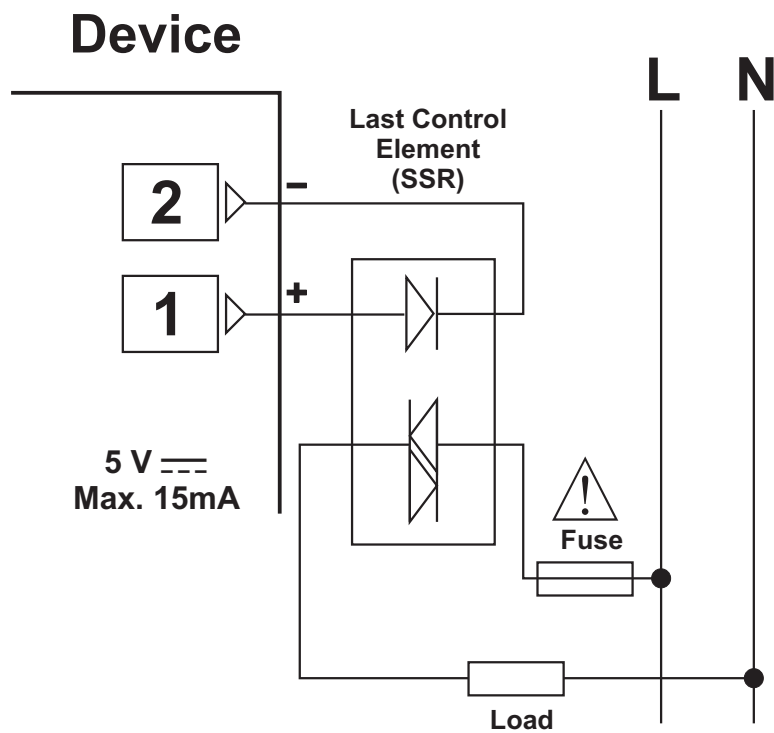 Device
L N
Last Control
Element
(SSR)
2 −
1 +
5 V ⎓
Max. 15mA
!
Fuse
Load